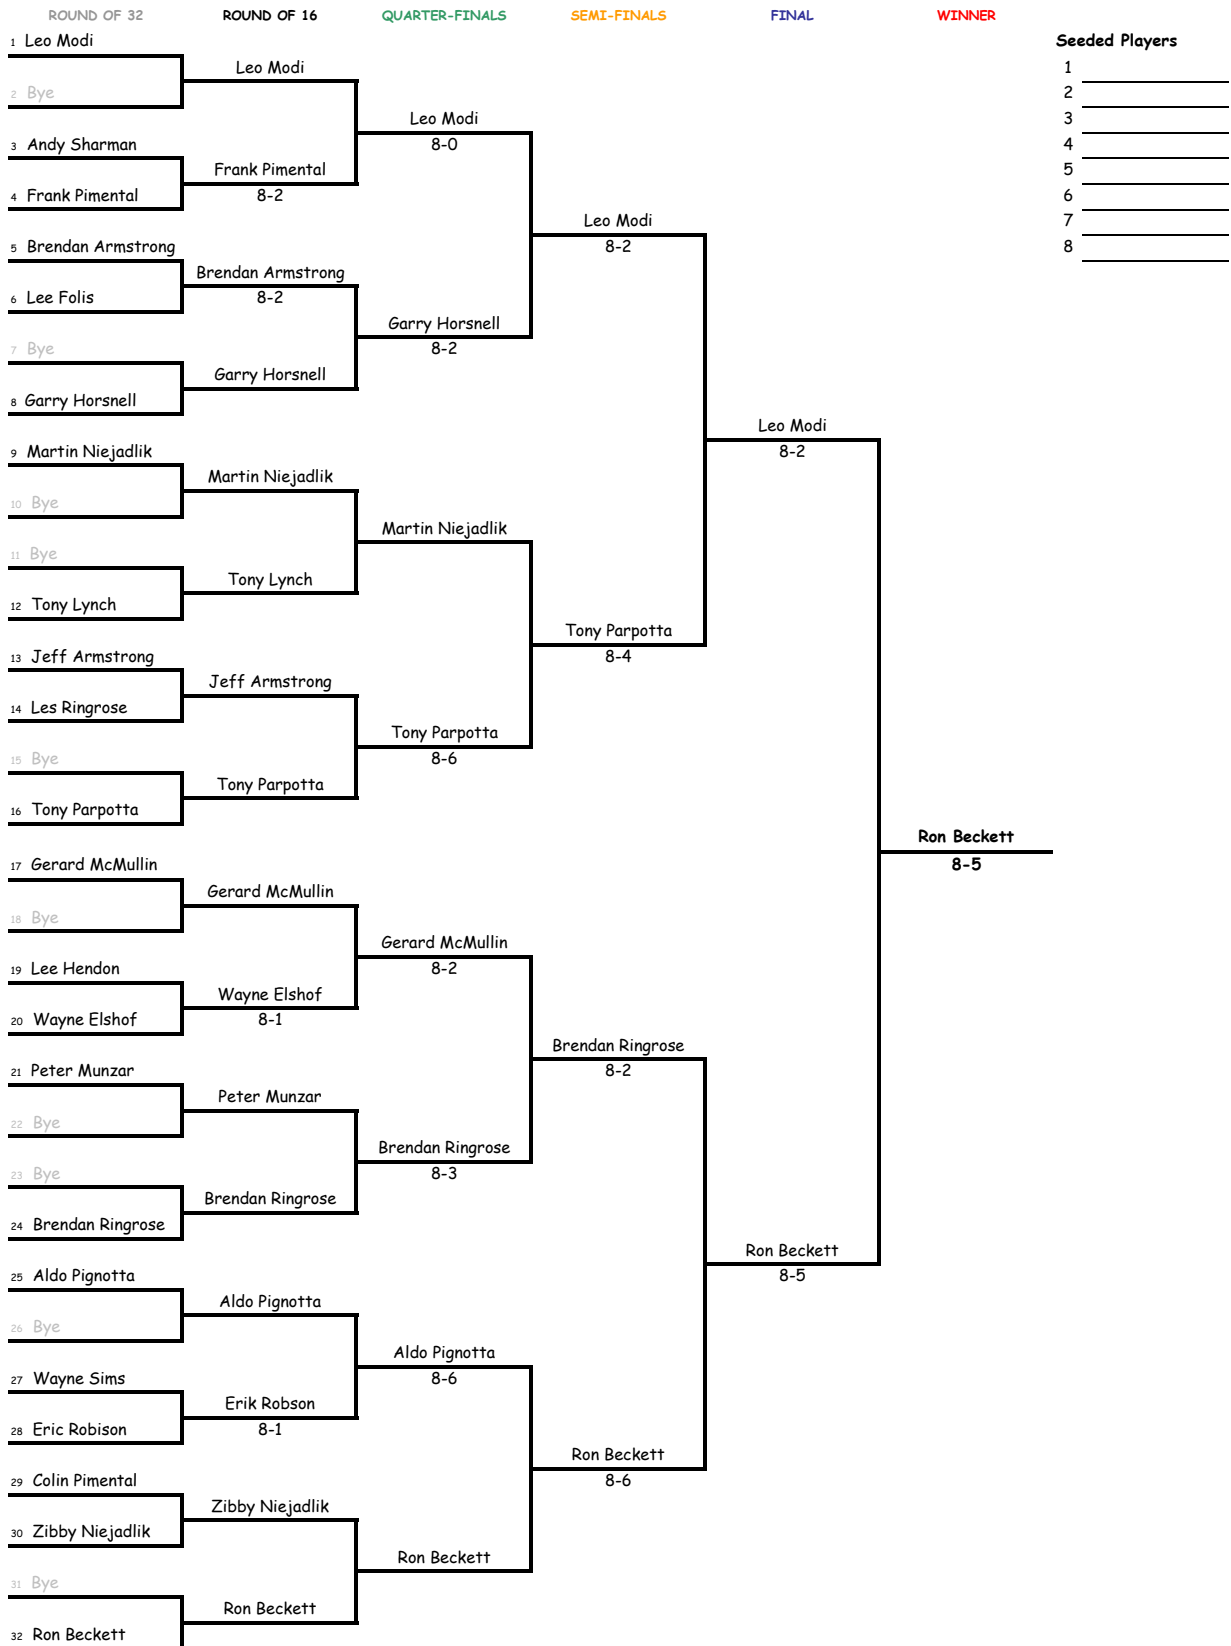 ROUND OF 32 ROUND OF 16 QUARTER-FINALS SEMI-FINALS FINAL WINNER
Seeded Players
1
2
3
4
5
6
7
8
1 Leo Modi
2 Bye
3 Andy Sharman
4 Frank Pimental
5 Brendan Armstrong
6 Lee Folis
7 Bye
8 Garry Horsnell
9 Martin Niejadlik
10 Bye
11 Bye
12 Tony Lynch
13 Jeff Armstrong
14 Les Ringrose
15 Bye
16 Tony Parpotta
17 Gerard McMullin
18 Bye
19 Lee Hendon
20 Wayne Elshof
21 Peter Munzar
22 Bye
23 Bye
24 Brendan Ringrose
25 Aldo Pignotta
26 Bye
27 Wayne Sims
28 Eric Robison
29 Colin Pimental
30 Zibby Niejadlik
31 Bye
32 Ron Beckett
Leo Modi
Frank Pimental
8-2
Brendan Armstrong
8-2
Garry Horsnell
Martin Niejadlik
Tony Lynch
Jeff Armstrong
Tony Parpotta
Gerard McMullin
Wayne Elshof
8-1
Peter Munzar
Brendan Ringrose
Aldo Pignotta
Erik Robson
8-1
Zibby Niejadlik
Ron Beckett
Leo Modi
8-0
Garry Horsnell
8-2
Martin Niejadlik
Tony Parpotta
8-6
Gerard McMullin
8-2
Brendan Ringrose
8-3
Aldo Pignotta
8-6
Ron Beckett
Leo Modi
8-2
Tony Parpotta
8-4
Brendan Ringrose
8-2
Ron Beckett
8-6
Leo Modi
8-2
Ron Beckett
8-5
Ron Beckett
8-5